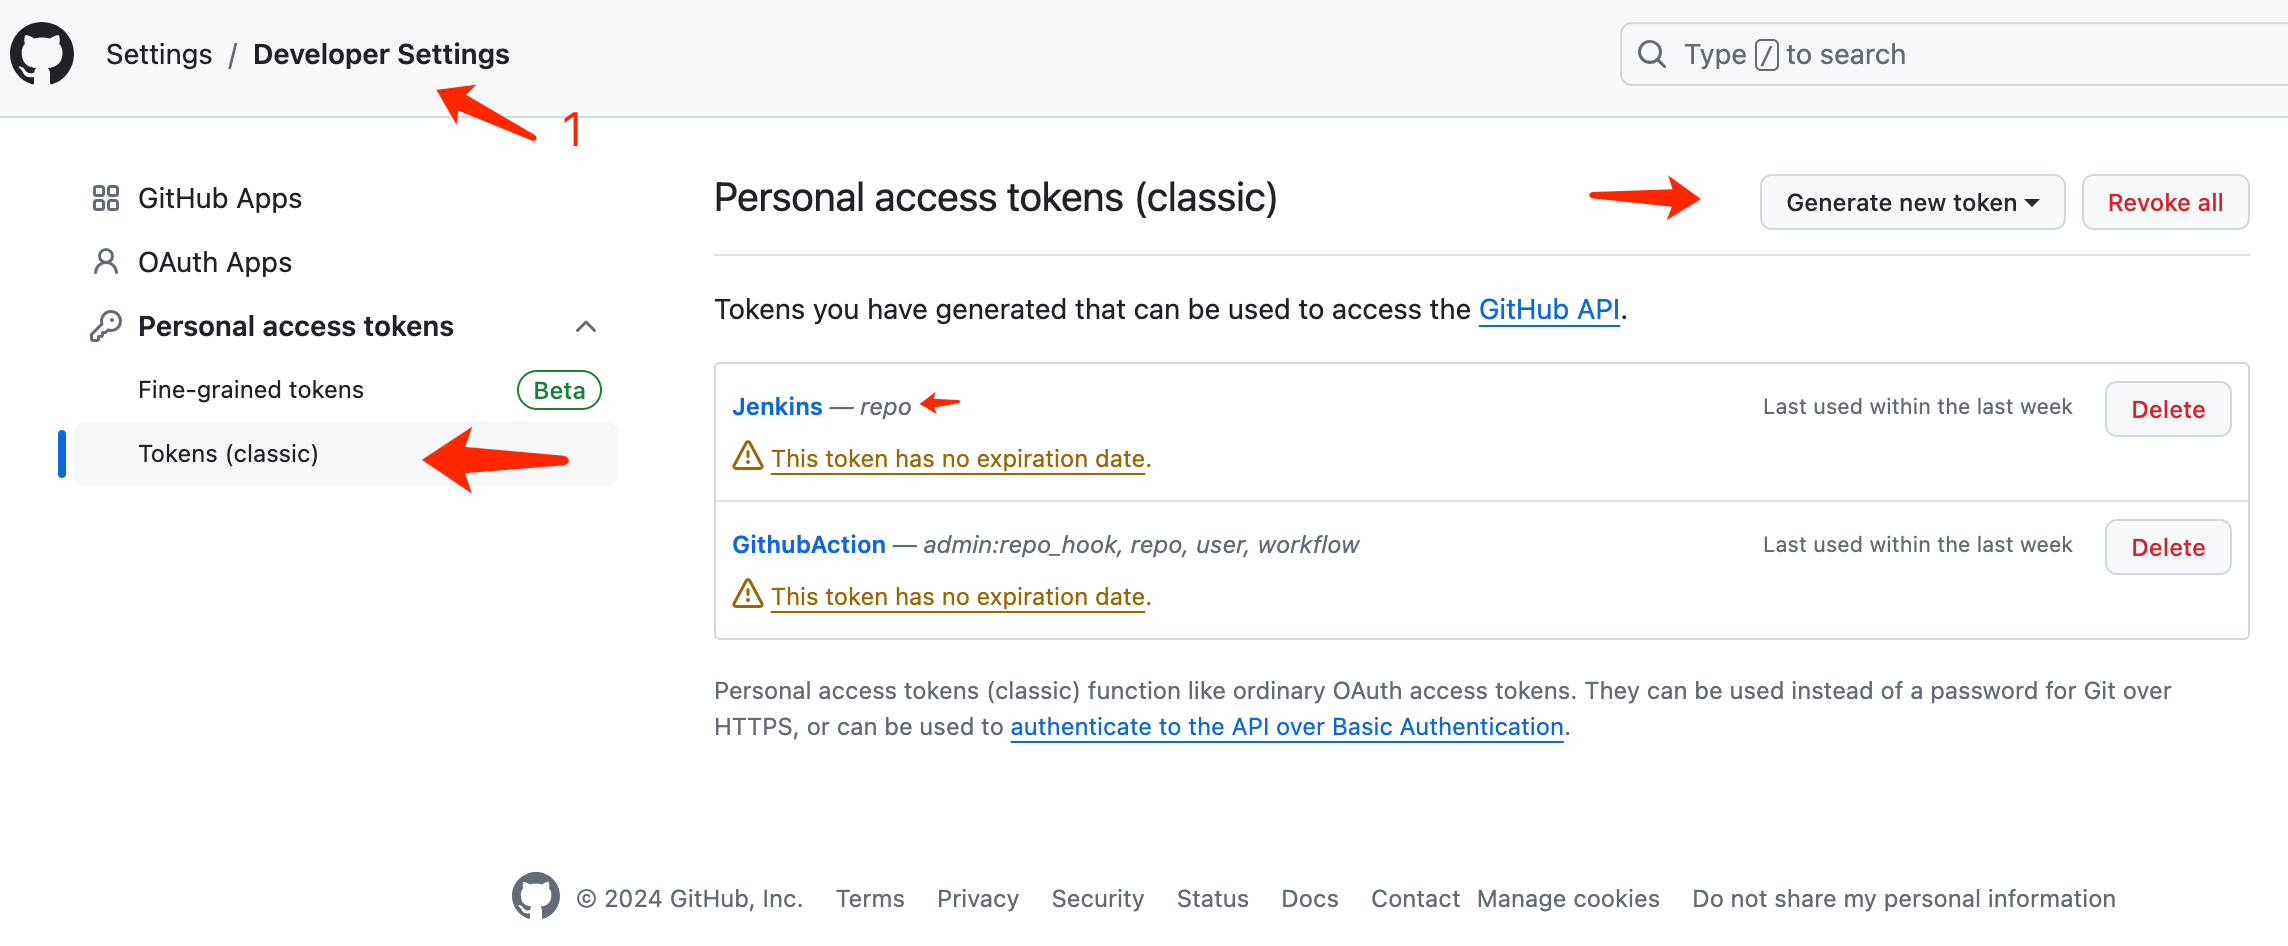 Settings / Developer Settings
Type / to search
1
GitHub Apps
OAuth Apps
Personal access tokens
Fine-grained tokens Beta
Tokens (classic)
Personal access tokens (classic)
Generate new token
Revoke all
Tokens you have generated that can be used to access the GitHub API.
Jenkins — repo
Last used within the last week
Delete
This token has no expiration date.
GithubAction — admin:repo_hook, repo, user, workflow
Last used within the last week
Delete
This token has no expiration date.
Personal access tokens (classic) function like ordinary OAuth access tokens. They can be used instead of a password for Git over
HTTPS, or can be used to authenticate to the API over Basic Authentication.
© 2024 GitHub, Inc. Terms Privacy Security Status Docs Contact Manage cookies Do not share my personal information